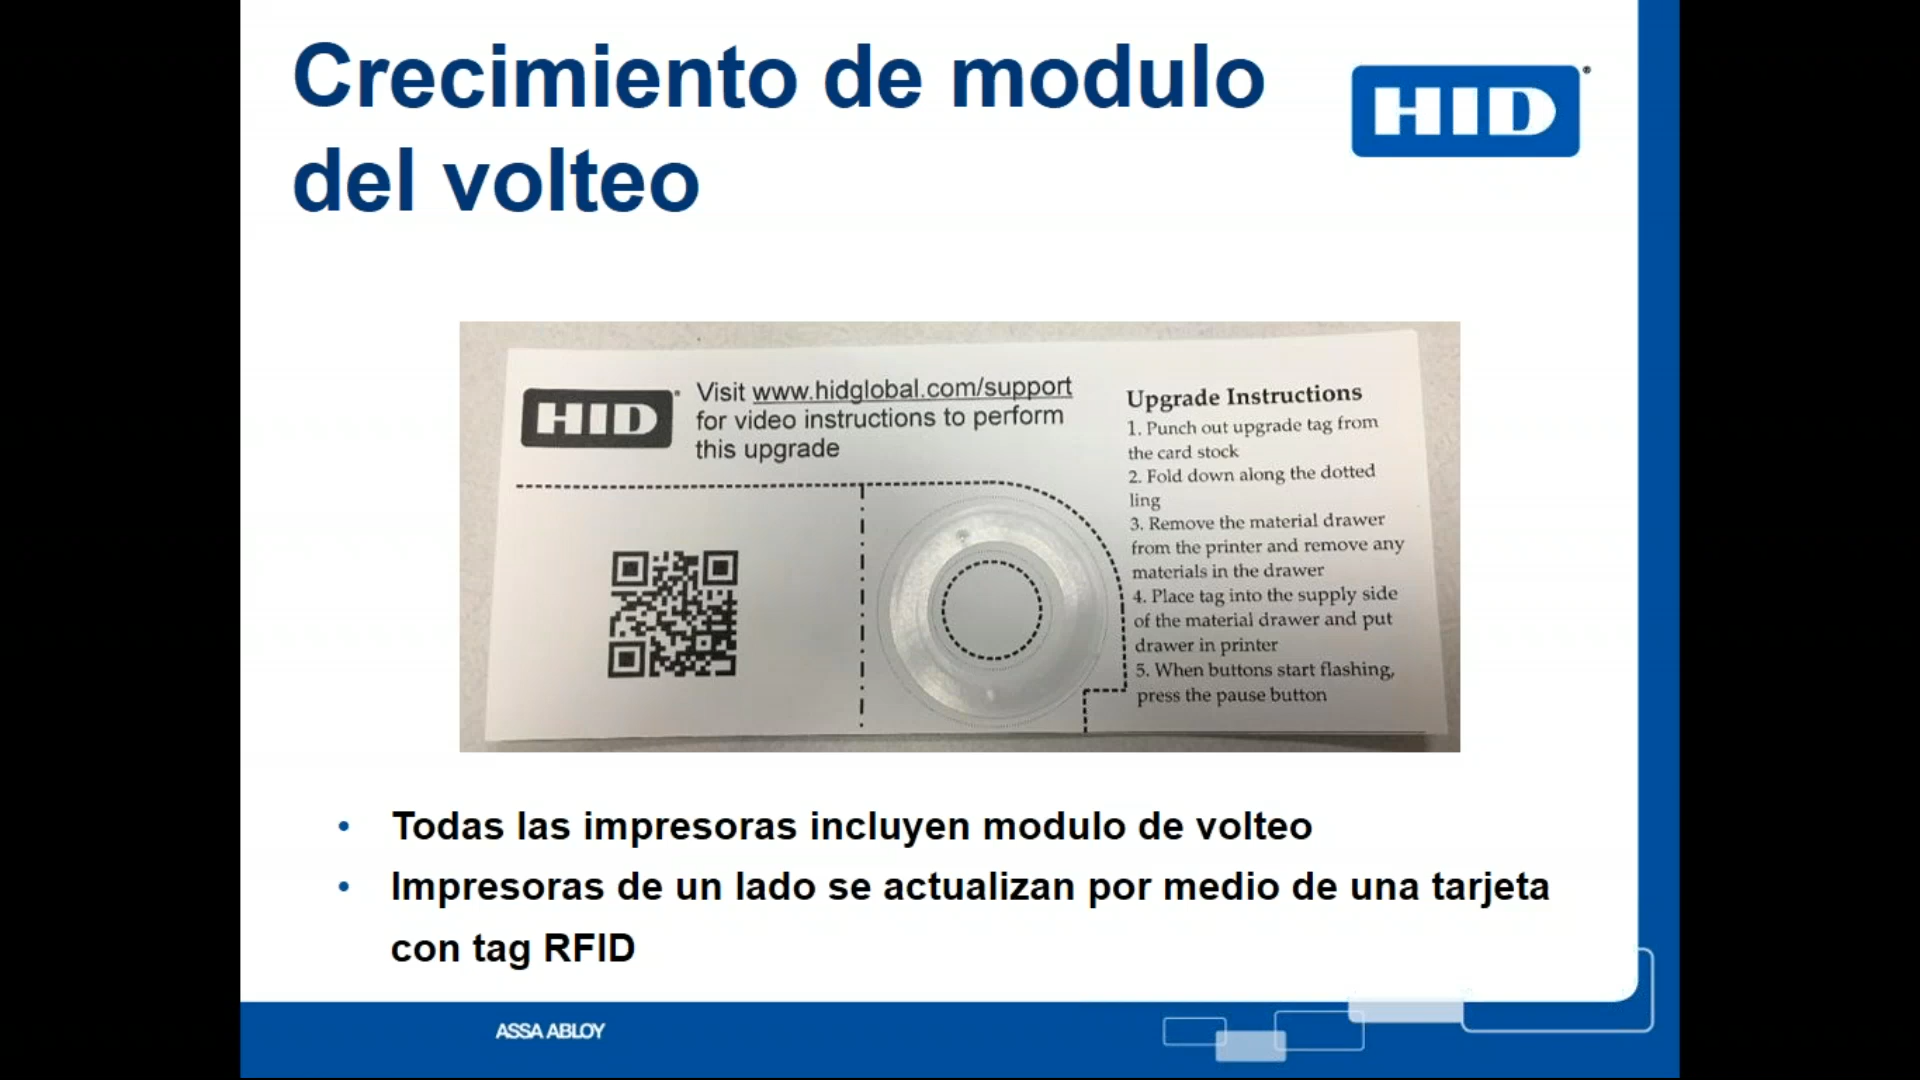 Crecimiento de modulo
del volteo
HID
HID
Visit www.hidglobal.com/support
for video instructions to perform
this upgrade
Upgrade Instructions
1. Punch out upgrade tag from
the card stock
2. Fold down along the dotted
ling
3. Remove the material drawer
from the printer and remove any
materials in the drawer
4. Place tag into the supply side
of the material drawer and put
drawer in printer
5. When buttons start flashing,
press the pause button
• Todas las impresoras incluyen modulo de volteo
• Impresoras de un lado se actualizan por medio de una tarjeta
con tag RFID
ASSA ABLOY